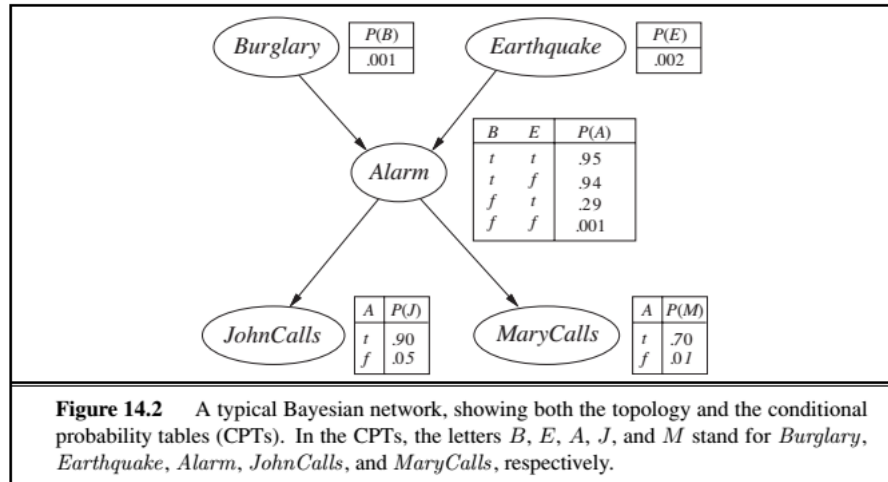 Burglary
P(B)
.001
Earthquake
P(E)
.002
Alarm
B E P(A)
t t .95
t f .94
f t .29
f f .001
JohnCalls
A P(J)
t .90
f .05
MaryCalls
A P(M)
t .70
f .01
Figure 14.2 A typical Bayesian network, showing both the topology and the conditional
probability tables (CPTs). In the CPTs, the letters B, E, A, J, and M stand for Burglary,
Earthquake, Alarm, JohnCalls, and MaryCalls, respectively.